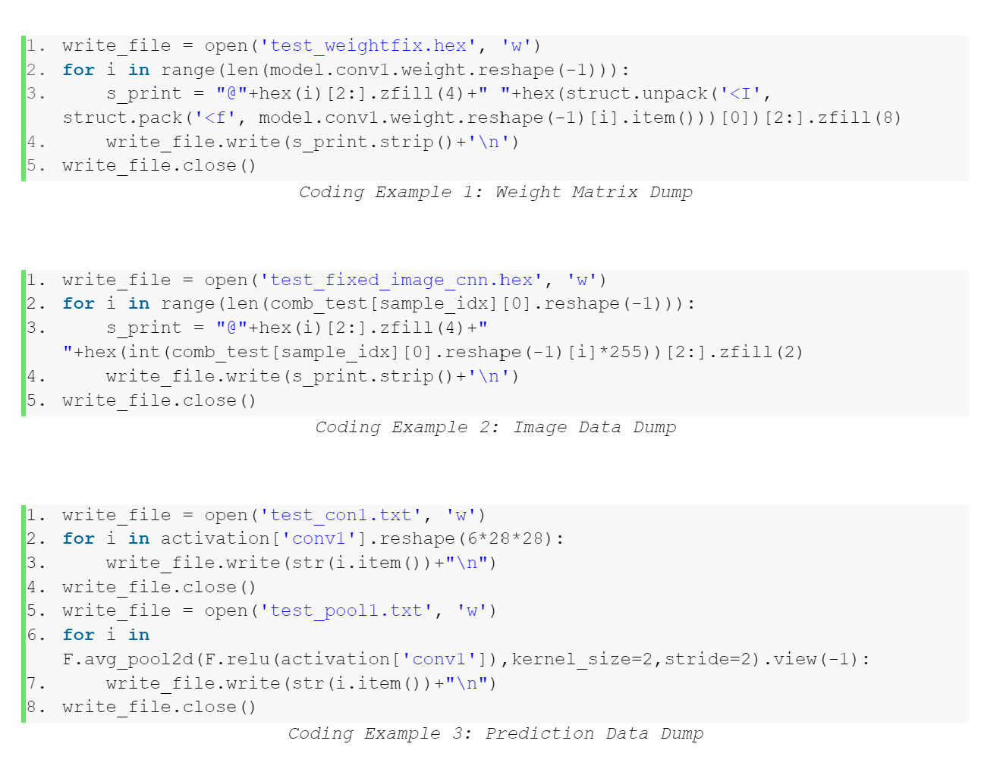 1. write_file = open('test_weightfix.hex', 'w')
2. for i in range(len(model.conv1.weight.reshape(-1))):
3.     s_print = "@"+hex(i)[2:].zfill(4)+" "+hex(struct.unpack('<I',
struct.pack('<f', model.conv1.weight.reshape(-1)[i].item()))[0])[2:].zfill(8)
4.     write_file.write(s_print.strip()+'\n')
5. write_file.close()
Coding Example 1: Weight Matrix Dump
1. write_file = open('test_fixed_image_cnn.hex', 'w')
2. for i in range(len(comb_test[sample_idx][0].reshape(-1))):
3.     s_print = "@"+hex(i)[2:].zfill(4)+"
"+hex(int(comb_test[sample_idx][0].reshape(-1)[i]*255))[2:].zfill(2)
4.     write_file.write(s_print.strip()+'\n')
5. write_file.close()
Coding Example 2: Image Data Dump
1. write_file = open('test_con1.txt', 'w')
2. for i in activation['conv1'].reshape(6*28*28):
3.     write_file.write(str(i.item())+"\n")
4. write_file.close()
5. write_file = open('test_pool1.txt', 'w')
6. for i in
F.avg_pool2d(F.relu(activation['conv1']),kernel_size=2,stride=2).view(-1):
7.     write_file.write(str(i.item())+"\n")
8. write_file.close()
Coding Example 3: Prediction Data Dump